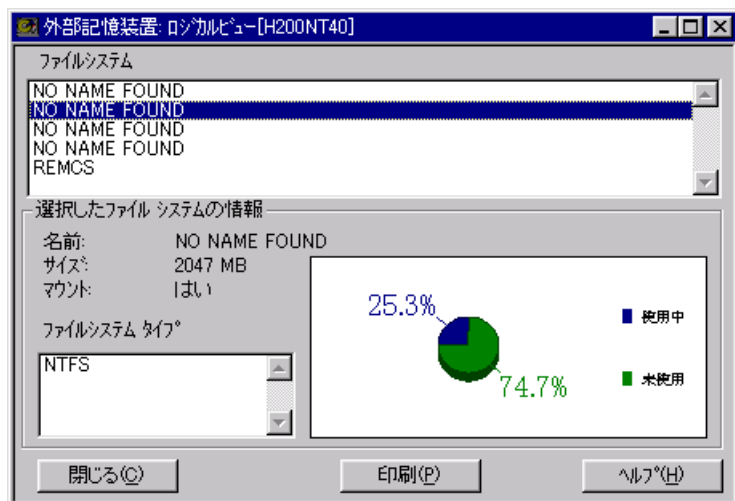 外部記憶装置: ﾛｼﾞｶﾙﾋﾞｭｰ[H200NT40]
ﾌｧｲﾙｼｽﾃﾑ
NO NAME FOUND
NO NAME FOUND
NO NAME FOUND
NO NAME FOUND
REMCS
選択したﾌｧｲﾙ ｼｽﾃﾑの情報
名前: NO NAME FOUND
ｻｲｽﾞ: 2047 MB
ﾏｳﾝﾄ: はい
ﾌｧｲﾙｼｽﾃﾑ ﾀｲﾌﾟ
NTFS
25.3%
74.7%
使用中
未使用
閉じる(C) 印刷(P) ﾍﾙﾌﾟ(H)